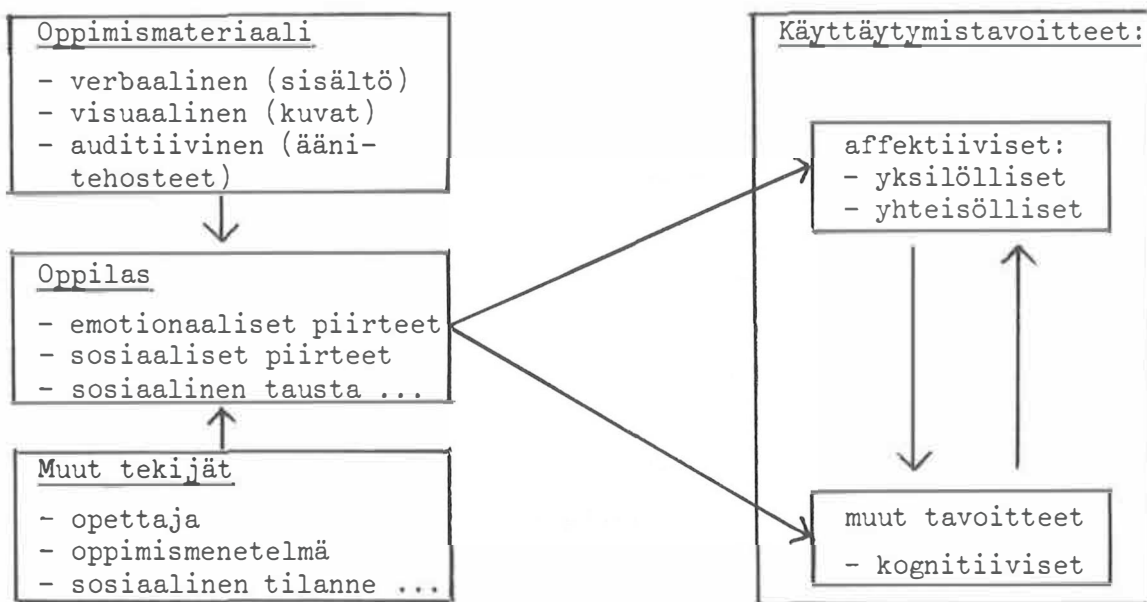 Oppimismateriaali
- verbaalinen (sisältö)
- visuaalinen (kuvat)
- auditiivinen (ääni-
tehosteet)
Oppilas
- emotionaaliset piirteet
- sosiaaliset piirteet
- sosiaalinen tausta ...
Muut tekijät
- opettaja
- oppimismenetelmä
- sosiaalinen tilanne ...
Käyttäytymistavoitteet:
affektiiviset:
- yksilölliset
- yhteisölliset
muut tavoitteet
- kognitiiviset